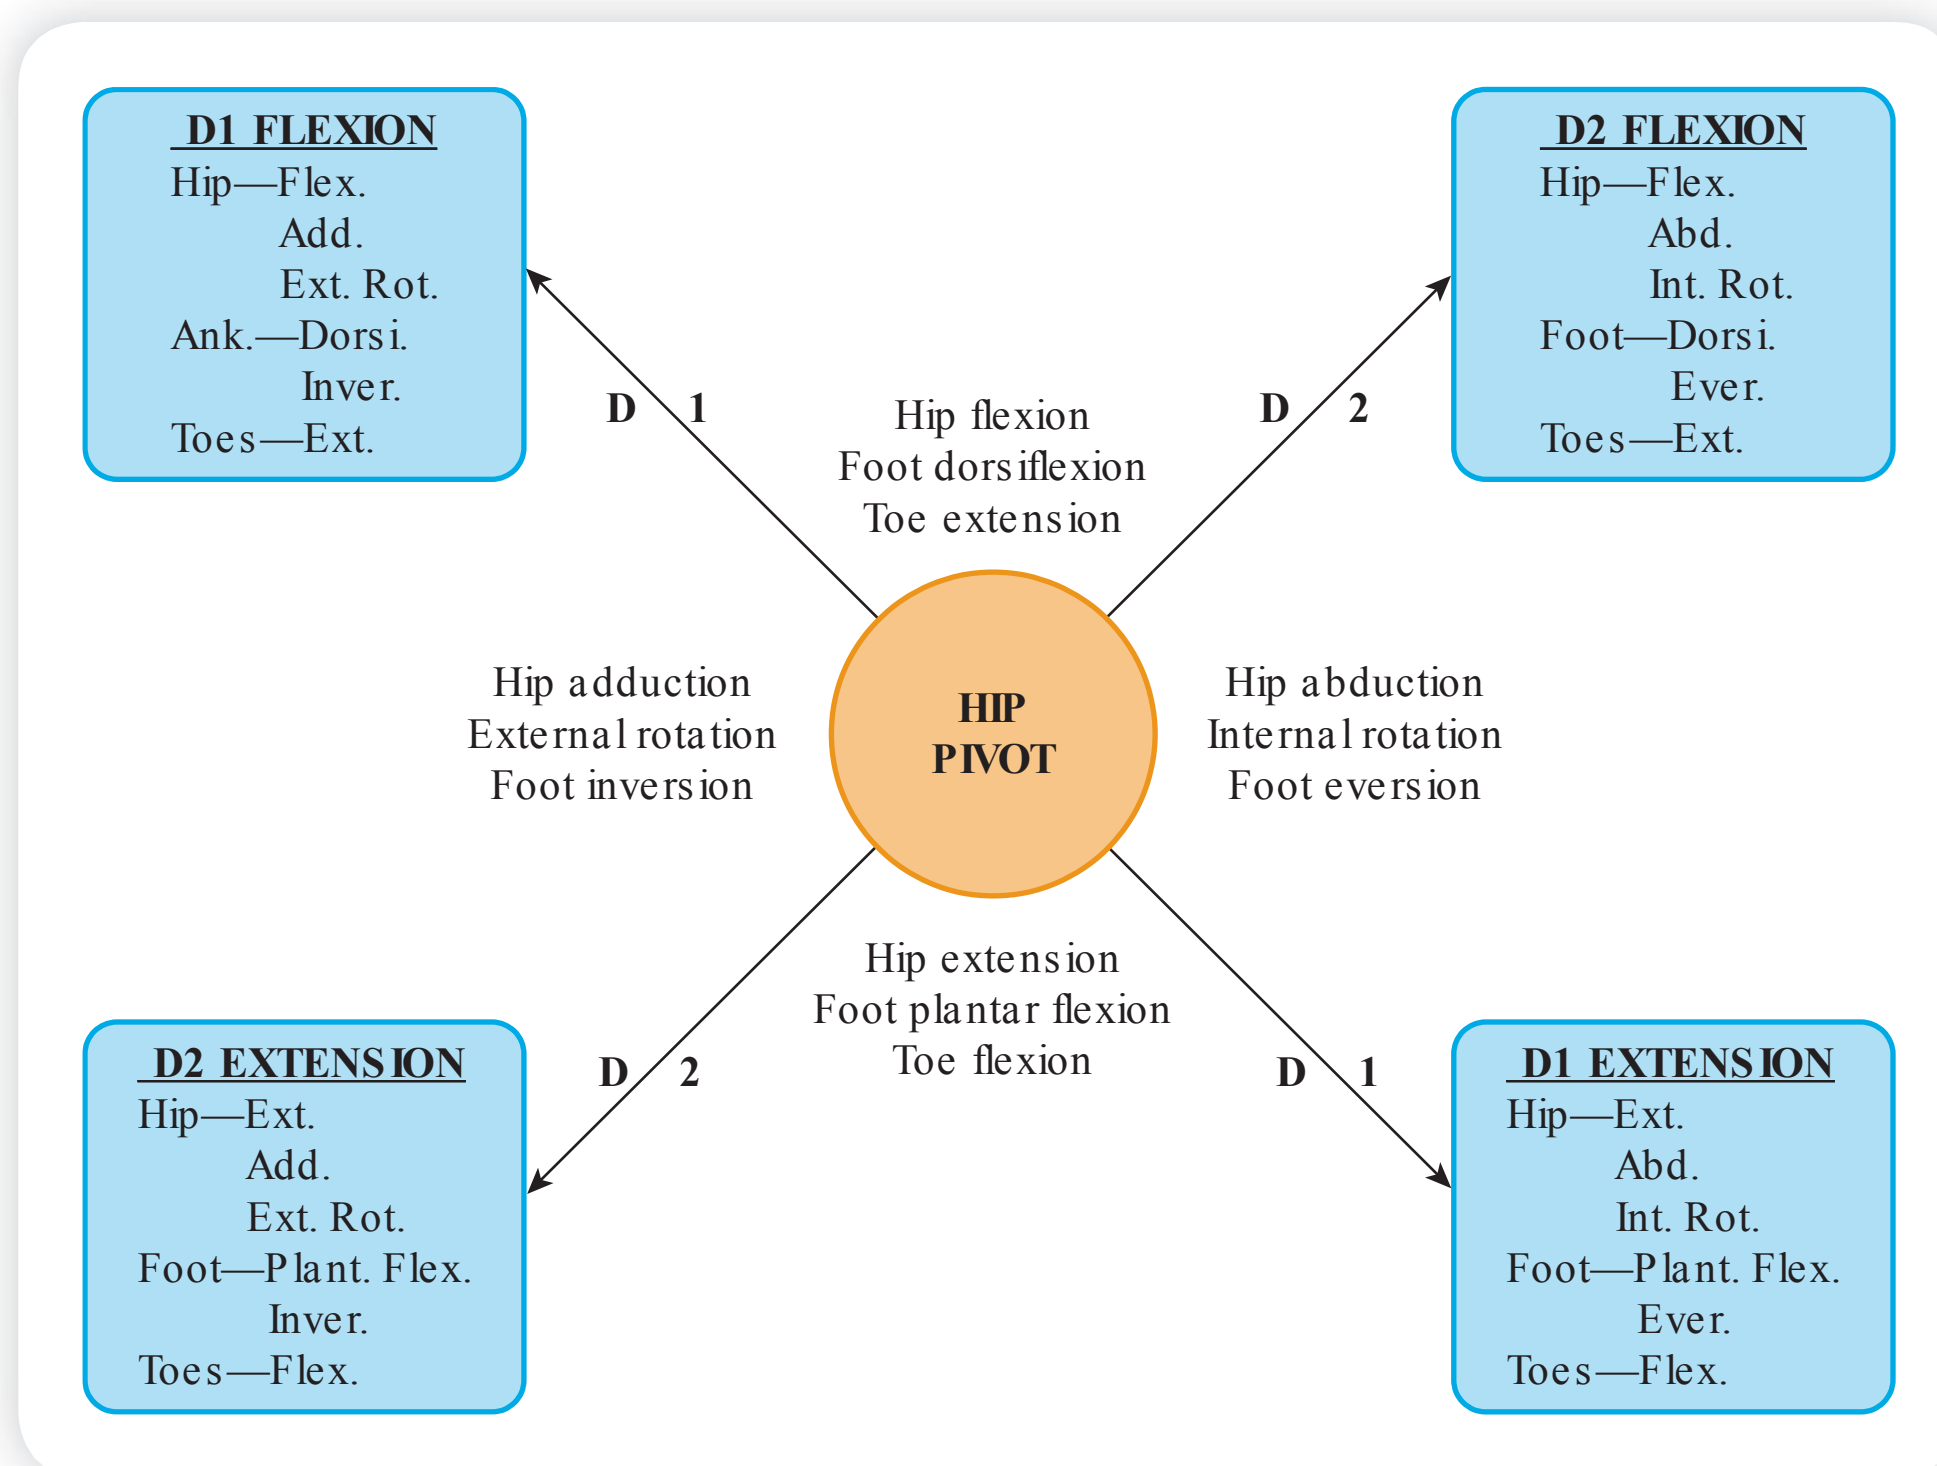 D1 FLEXION
Hip—Flex.
Add.
Ext. Rot.
Ank.—Dorsi.
Inver.
Toes—Ext.
D2 FLEXION
Hip—Flex.
Abd.
Int. Rot.
Foot—Dorsi.
Ever.
Toes—Ext.
D 1
Hip flexion
Foot dorsiflexion
Toe extension
D 2
Hip adduction
External rotation
Foot inversion
HIP
PIVOT
Hip abduction
Internal rotation
Foot eversion
D 2
Hip extension
Foot plantar flexion
Toe flexion
D 1
D2 EXTENSION
Hip—Ext.
Add.
Ext. Rot.
Foot—Plant. Flex.
Inver.
Toes—Flex.
D1 EXTENSION
Hip—Ext.
Abd.
Int. Rot.
Foot—Plant. Flex.
Ever.
Toes—Flex.